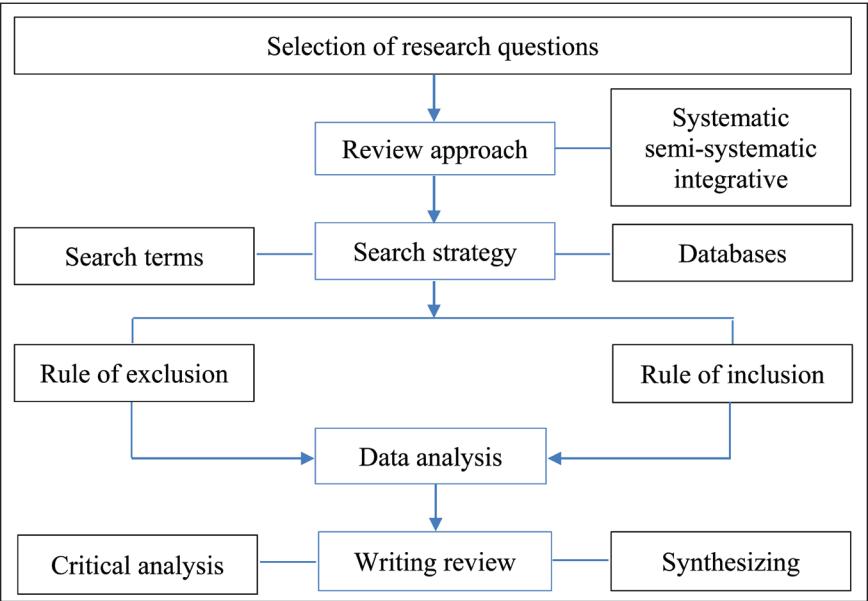 Selection of research questions
Review approach
Systematic
semi-systematic
integrative
Search terms
Search strategy
Databases
Rule of exclusion
Rule of inclusion
Data analysis
Critical analysis
Writing review
Synthesizing